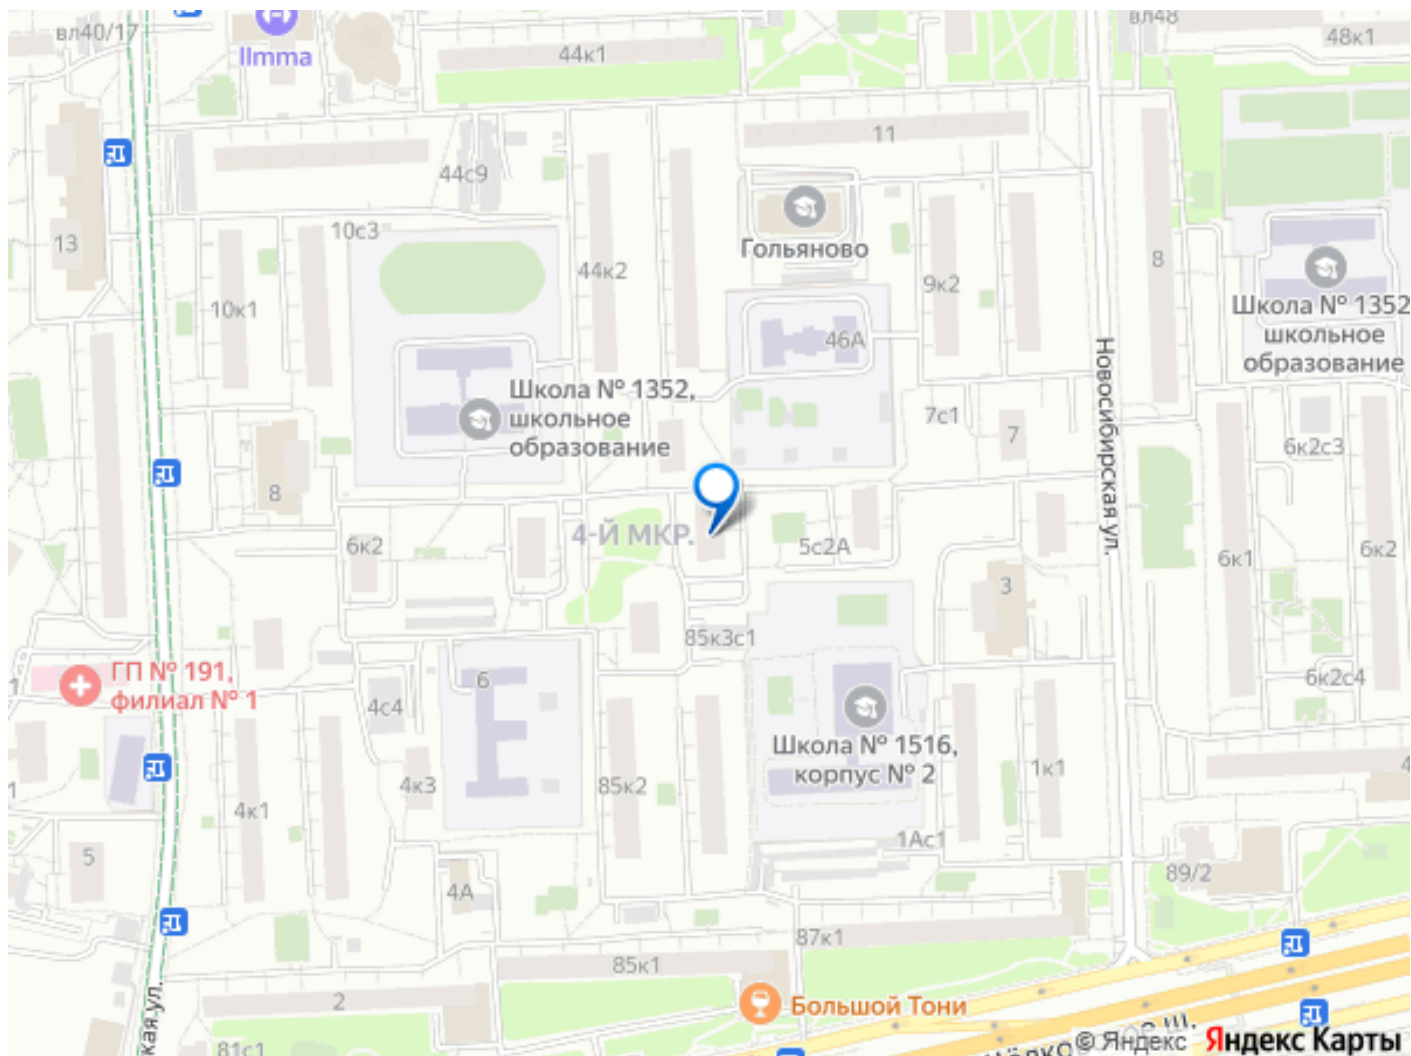 вл40/17
llmma
44к1
вл48
48к1
11
44с9
Гольяново
13
10с3
44к2
9к2
8
10к1
46А
Школа № 1352,
школьное
образование
Школа № 1352
школьное
образование
Новосибирская ул.
7с1
7
6к2с3
8
4-Й МКР.
6к2
5с2А
3
6к1
6к2
85к3с1
ГП № 191,
филиал № 1
6
4с4
6к2с4
Школа № 1516,
корпус № 2
4к3
85к2
1к1
4к1
5
1Ас1
4А
89/2
87к1
85к1
2
Большой Тони
кая ул.
81с1
© Яндекс Яндекс Карты